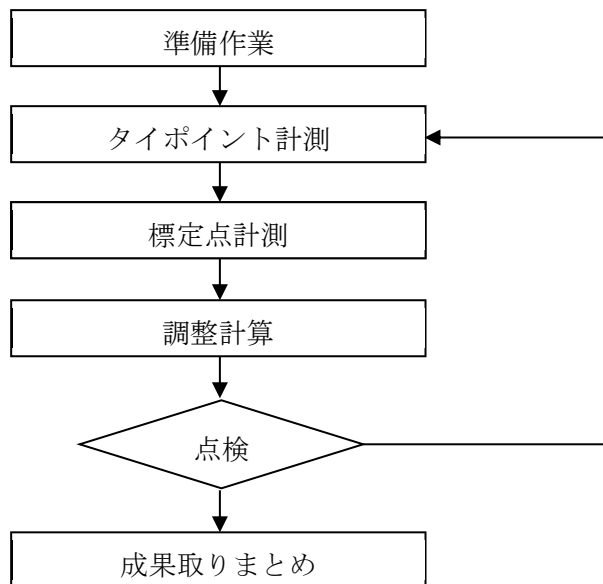 準備作業
タイポイント計測
標定点計測
調整計算
点検
成果取りまとめ